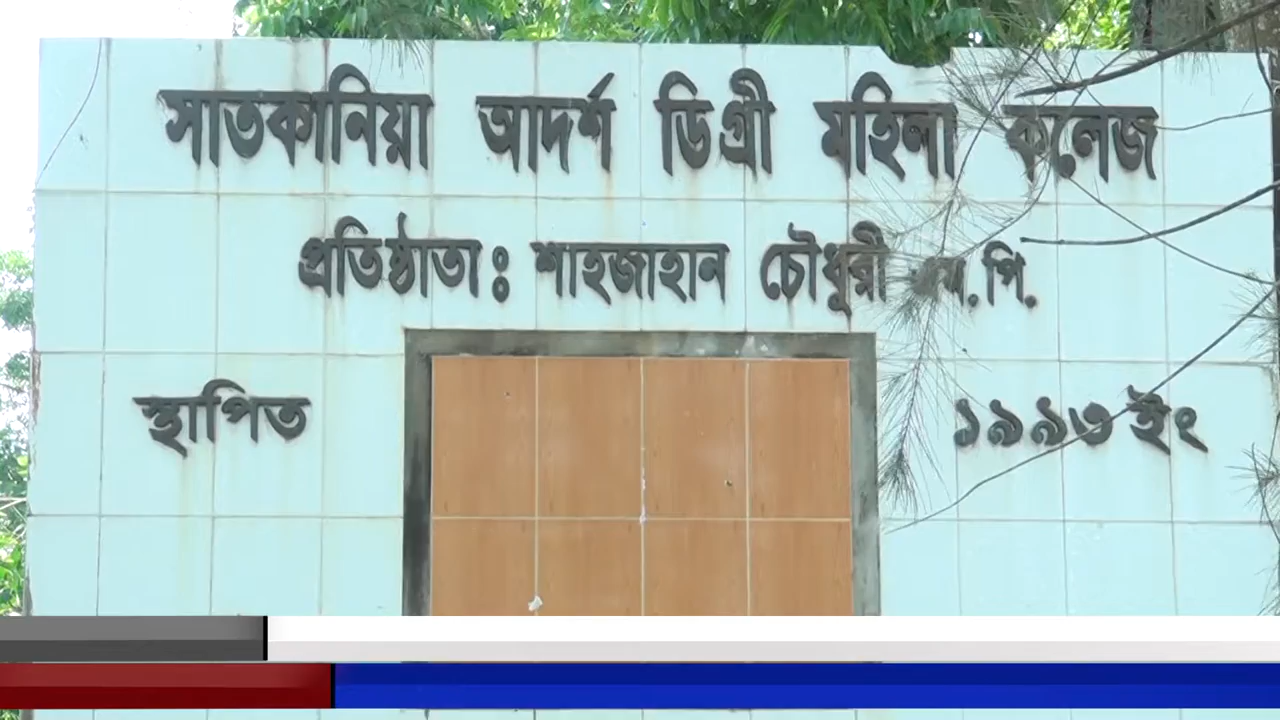 সাতকানিয়া আদর্শ ডিগ্রী মহিলা কলেজ
প্রতিষ্ঠাতাঃ শাহজাহান চৌধুরী এম.পি.
স্থাপিত ১৯৯৩ ইং